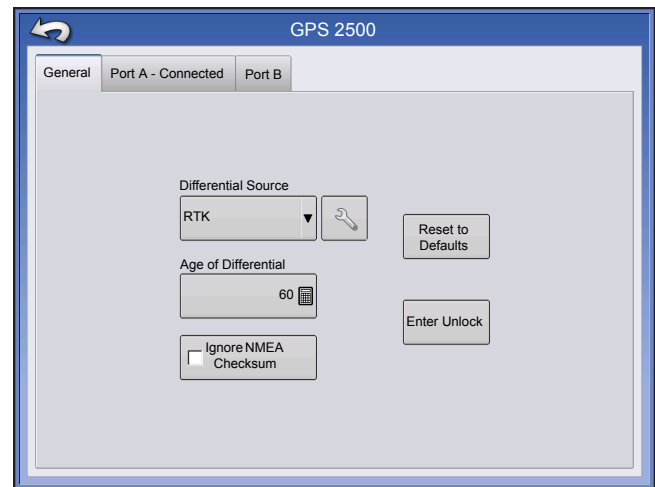 GPS 2500
General
Port A - Connected
Port B
Differential Source
RTK
Age of Differential
60
Ignore NMEA
Checksum
Reset to
Defaults
Enter Unlock